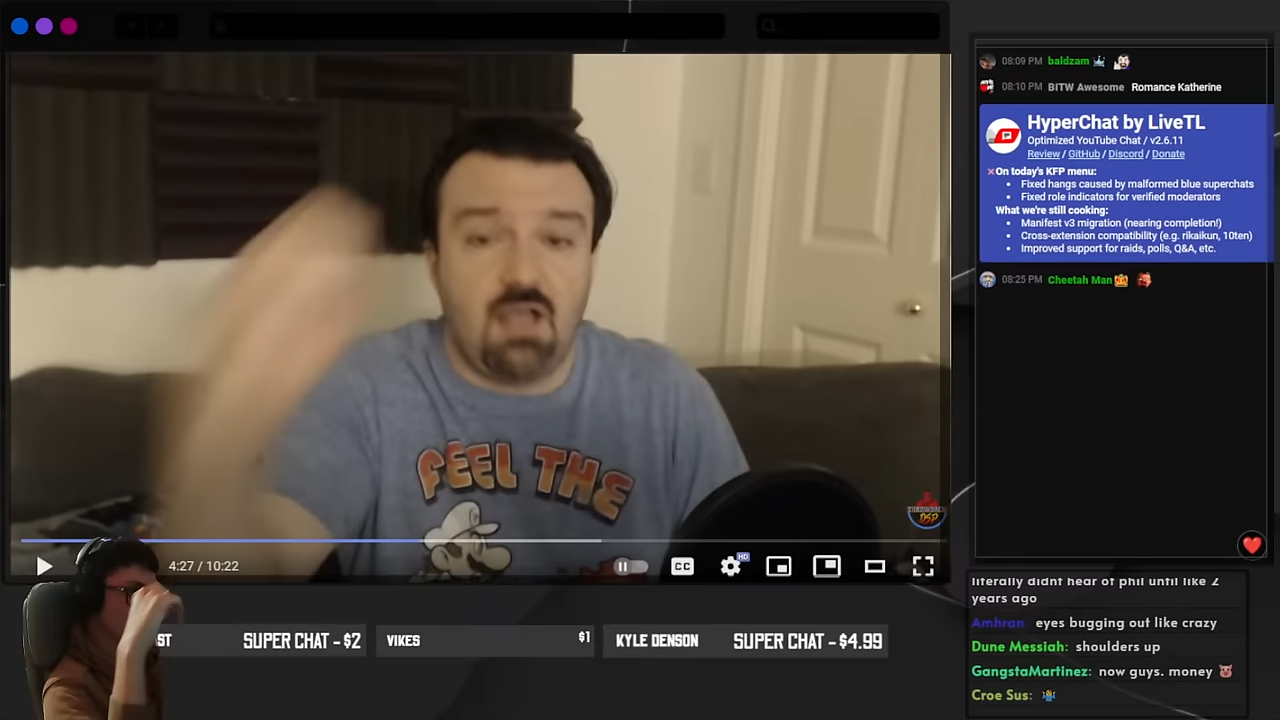 FEEL THE
DSP
4:27 / 10:22
CC
HD
ST
SUPER CHAT – $2
VIKES
$1
KYLE DENSON
SUPER CHAT – $4.99
08:09 PM baldzam
08:10 PM BITW Awesome Romance Katherine
HyperChat by LiveTL
Optimized YouTube Chat / v2.6.11
Review / GitHub / Discord / Donate
×On today's KFP menu:
• Fixed hangs caused by malformed blue superchats
• Fixed role indicators for verified moderators
What we're still cooking:
• Manifest v3 migration (nearing completion!)
• Cross-extension compatibility (e.g. rikaikun, 10ten)
• Improved support for raids, polls, Q&A, etc.
08:25 PM Cheetah Man
literally didnt hear of phil until like 2
years ago
Amhran: eyes bugging out like crazy
Dune Messiah: shoulders up
GangstaMartinez: now guys. money 🐷
Croe Sus: 🤷